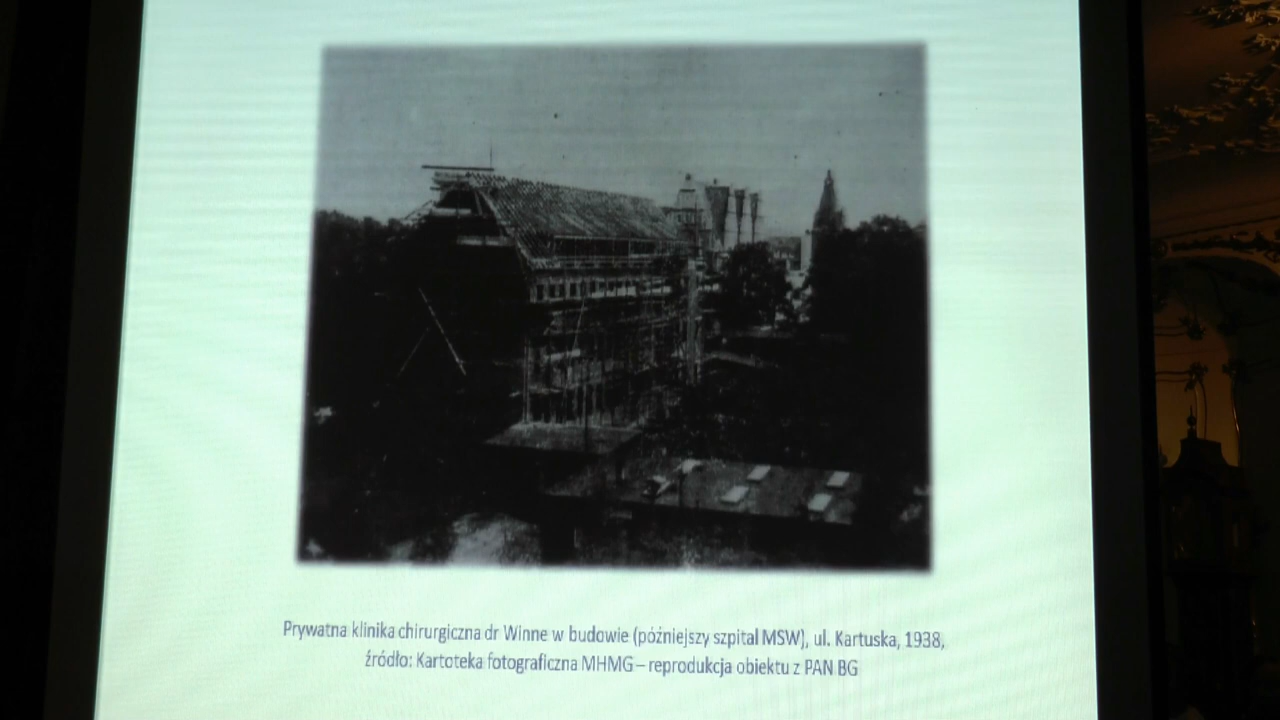 Prywatna klinika chirurgiczna dr Winne w budowie (późniejszy szpital MSW), ul. Kartuska, 1938,
źródło: Kartoteka fotograficzna MHMG – reprodukcja obiektu z PAN BG